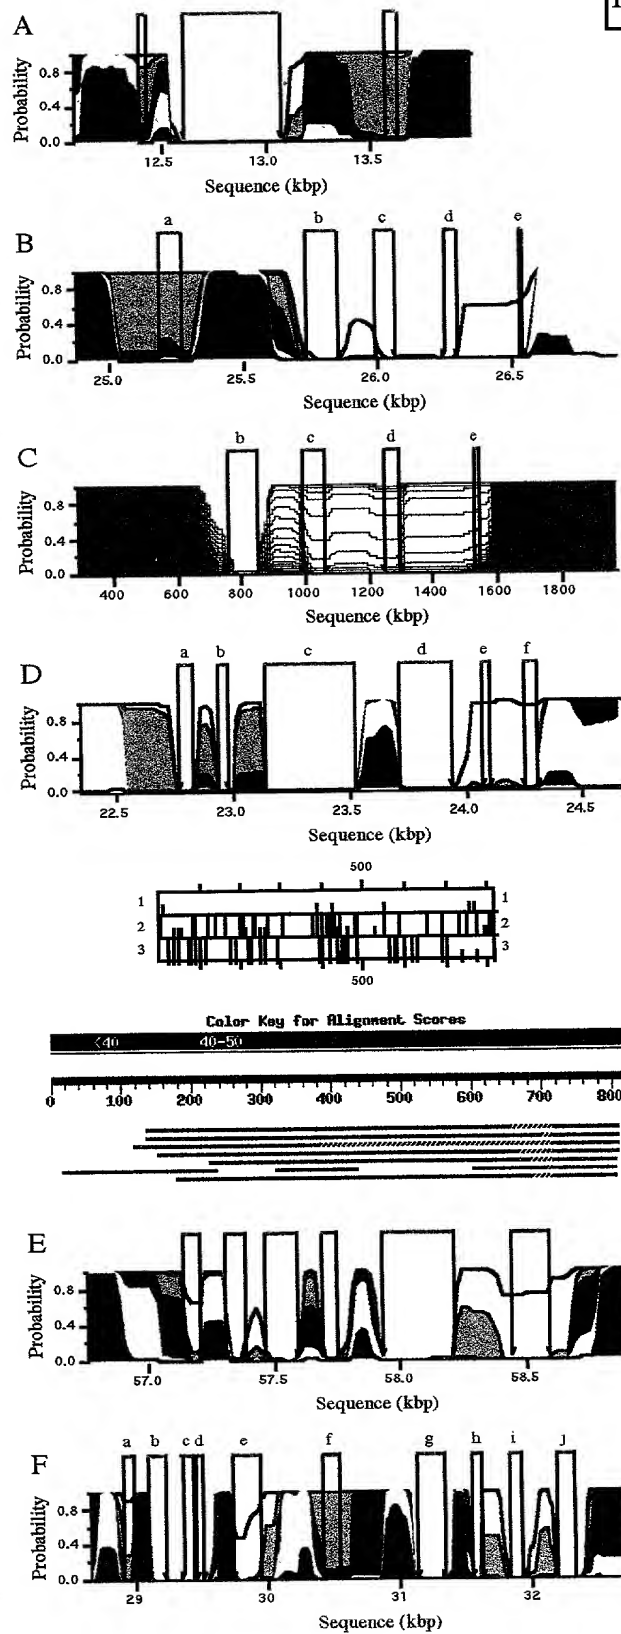 A
Probability
0.8
0.4
0.0
12.5 13.0 13.5
Sequence (kbp)
a b c d e
B
Probability
0.8
0.4
0.0
25.0 25.5 26.0 26.5
Sequence (kbp)
b c d e
C
Probability
0.8
0.4
0.0
400 600 800 1000 1200 1400 1600 1800
Sequence (kbp)
a b c d e f
D
Probability
0.8
0.4
0.0
22.5 23.0 23.5 24.0 24.5
Sequence (kbp)
500
1 1
2 2
3 3
500
Color Key for Alignment Scores
<40 40-50
0 100 200 300 400 500 600 700 800
E
Probability
0.8
0.4
0.0
57.0 57.5 58.0 58.5
Sequence (kbp)
a b c d e f g h i J
F
Probability
0.8
0.4
0.0
29 30 31 32
Sequence (kbp)